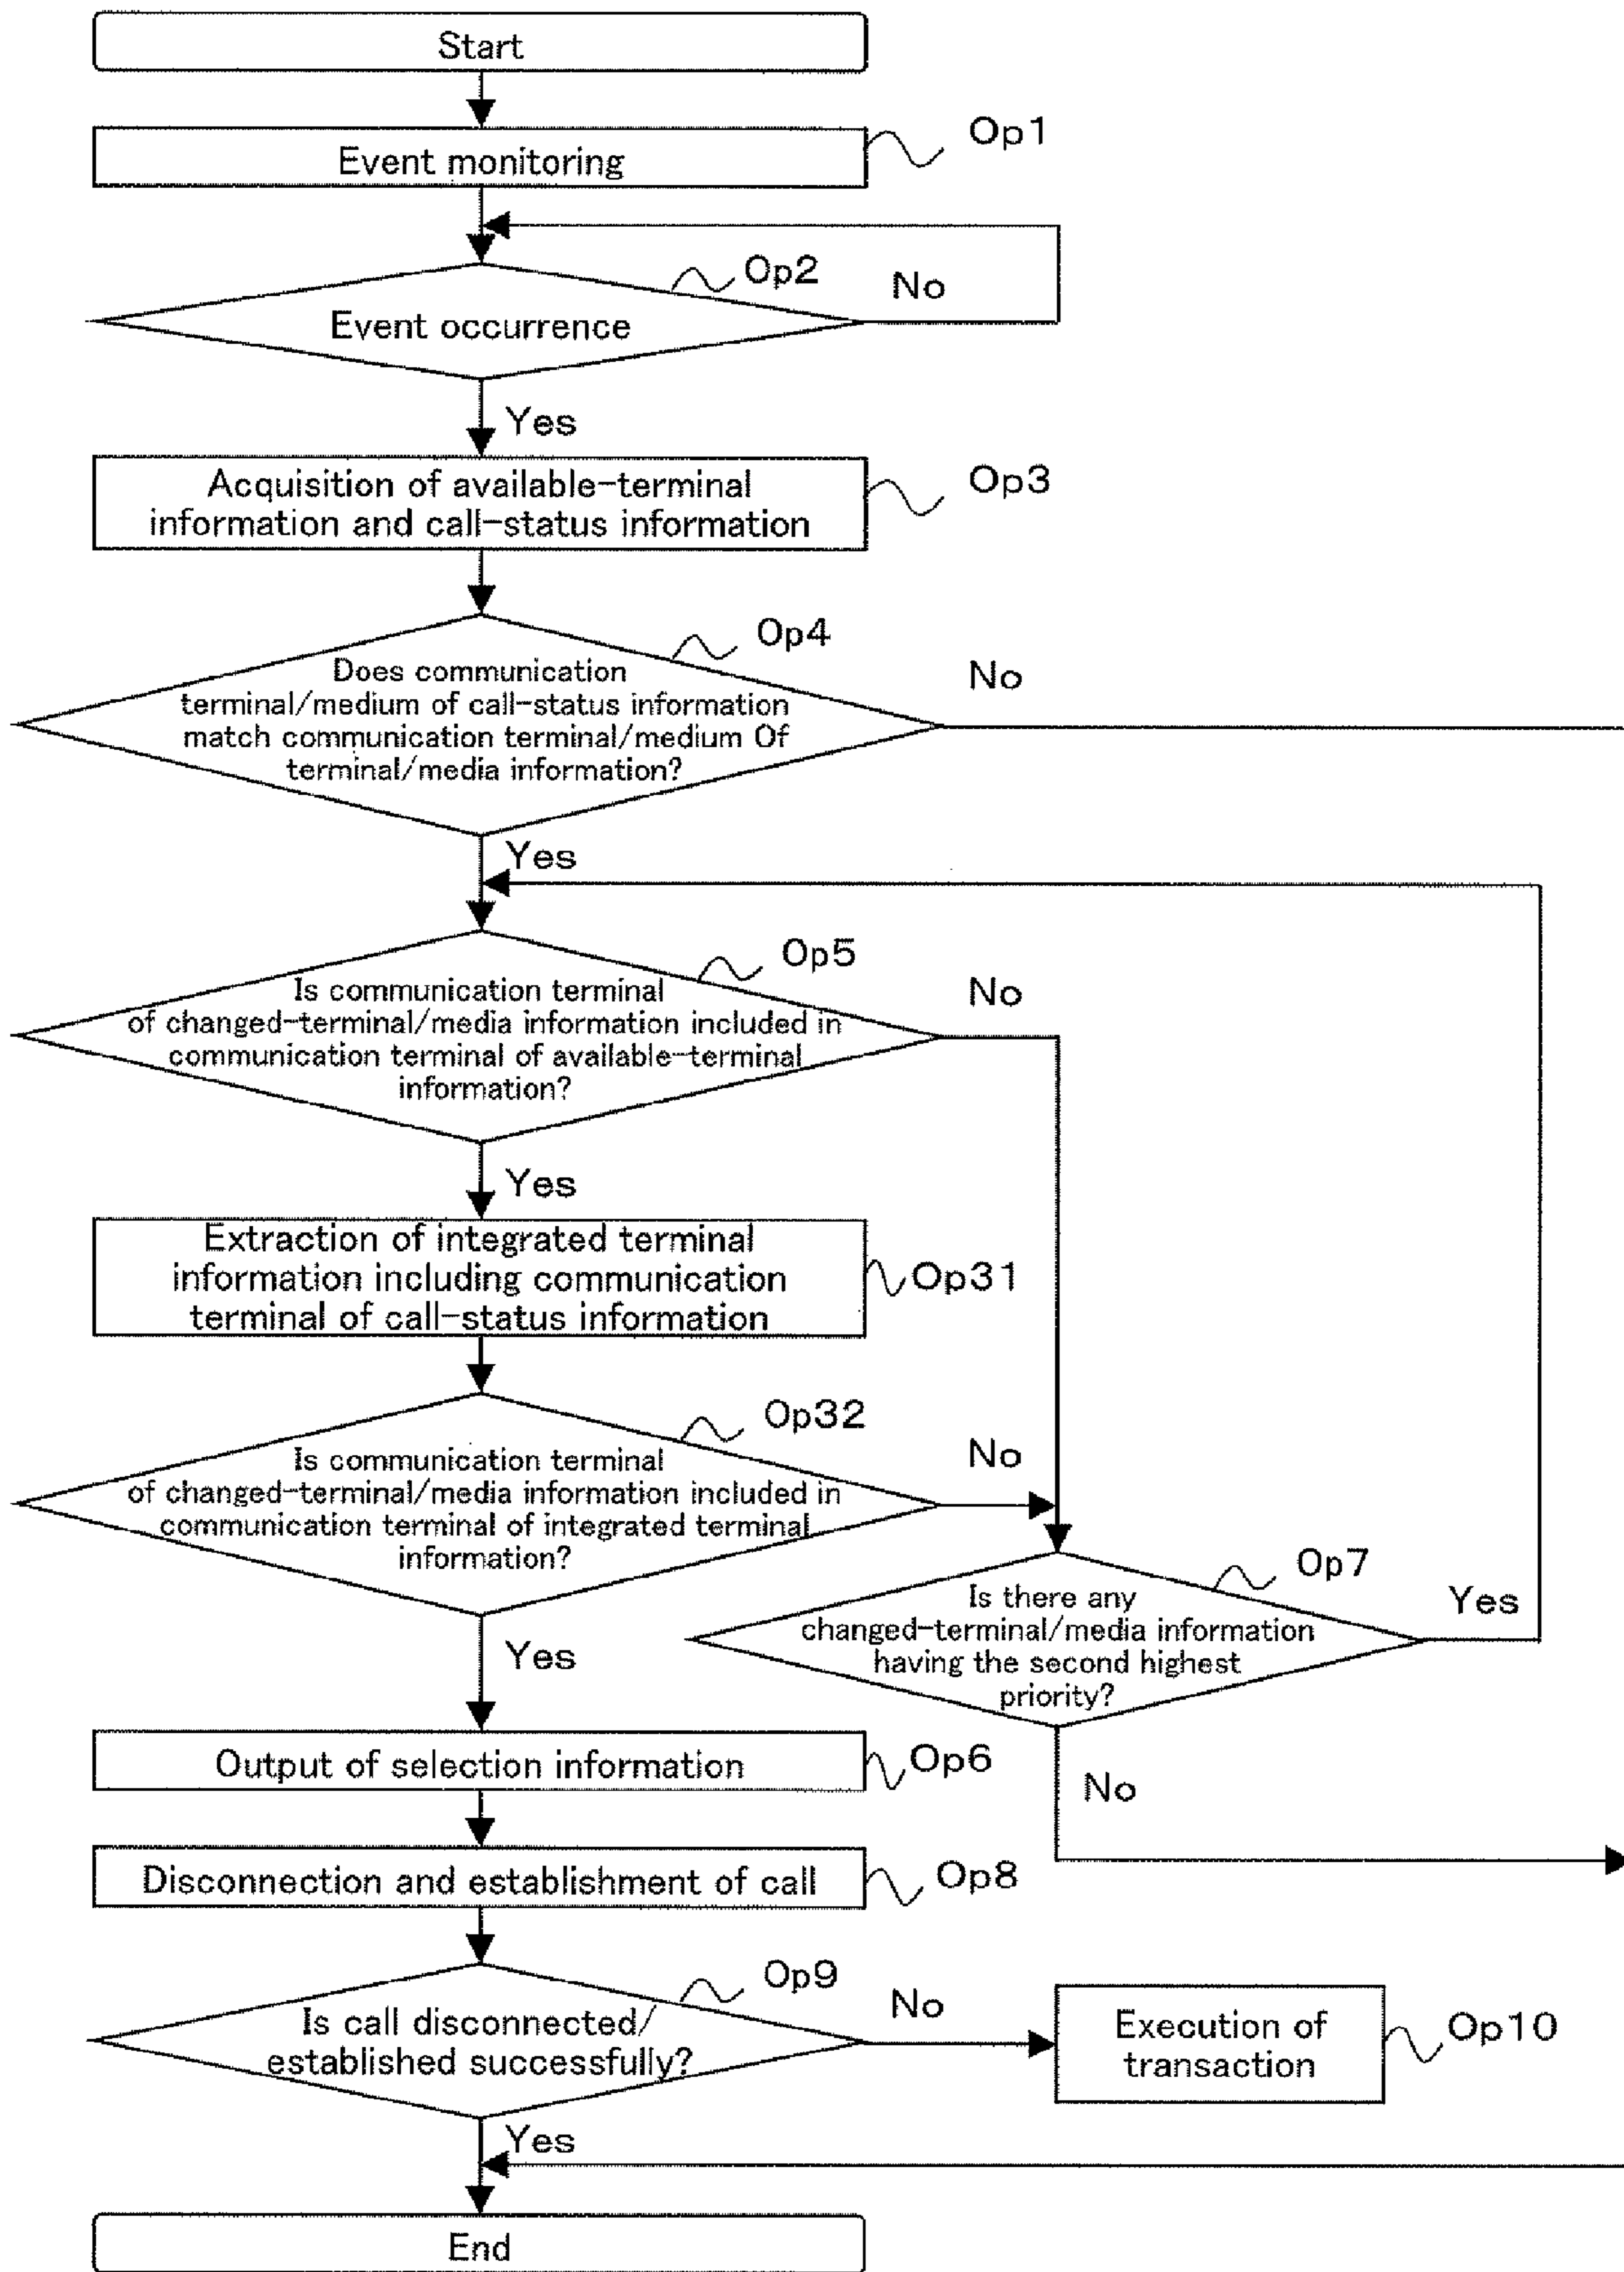 Start
Event monitoring
Op1
Op2
No
Event occurrence
Yes
Acquisition of available-terminal
information and call-status information
Op3
Op4
No
Does communication
terminal/medium of call-status information
match communication terminal/medium Of
terminal/media information?
Yes
Op5
No
Is communication terminal
of changed-terminal/media information included in
communication terminal of available-terminal
information?
Yes
Extraction of integrated terminal
information including communication
terminal of call-status information
Op31
Op32
No
Is communication terminal
of changed-terminal/media information included in
communication terminal of integrated terminal
information?
Yes
Op7
Yes
Is there any
changed-terminal/media information
having the second highest
priority?
No
Output of selection information
Op6
Disconnection and establishment of call
Op8
Op9
No
Is call disconnected/
established successfully?
Execution of
transaction
Op10
Yes
End